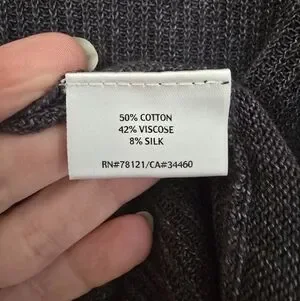 50% COTTON
42% VISCOSE
8% SILK
RN#78121/CA#34460